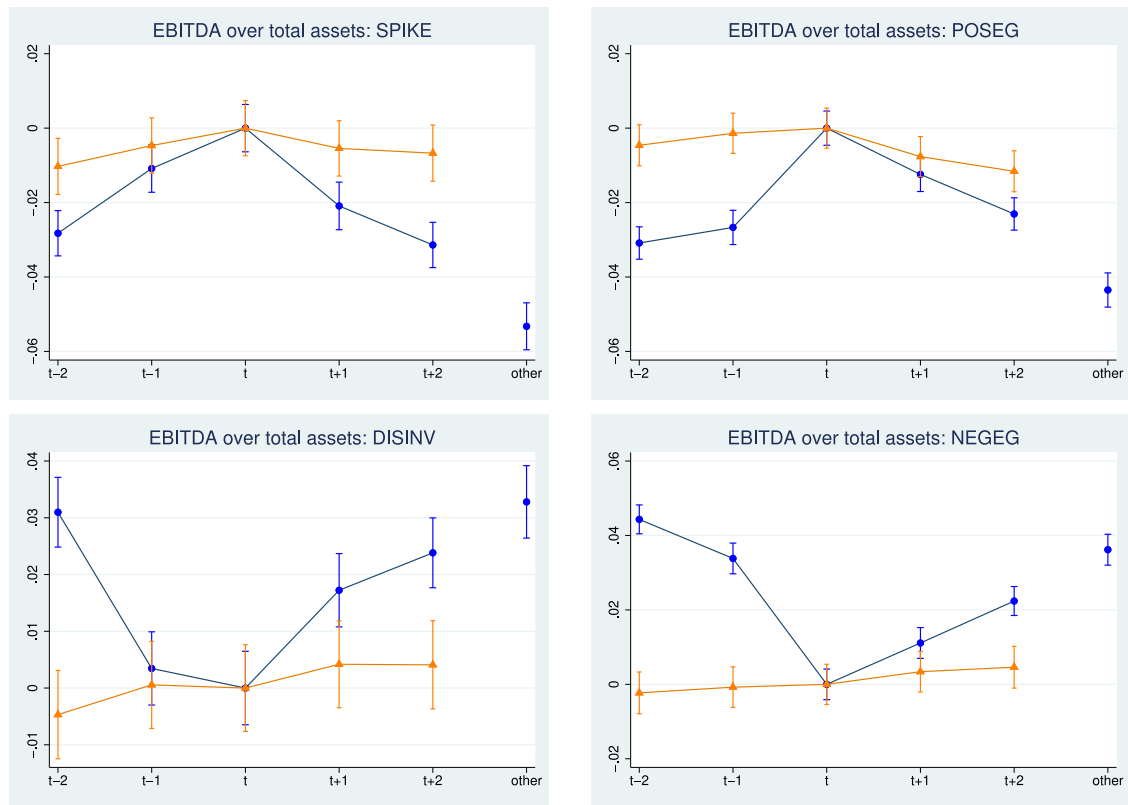 EBITDA over total assets: SPIKE
.02
0
−.02
−.04
−.06
t−2 t−1 t t+1 t+2 other
EBITDA over total assets: POSEG
.02
0
−.02
−.04
−.06
t−2 t−1 t t+1 t+2 other
EBITDA over total assets: DISINV
.04
.03
.02
.01
0
−.01
t−2 t−1 t t+1 t+2 other
EBITDA over total assets: NEGEG
.06
.04
.02
0
−.02
t−2 t−1 t t+1 t+2 other